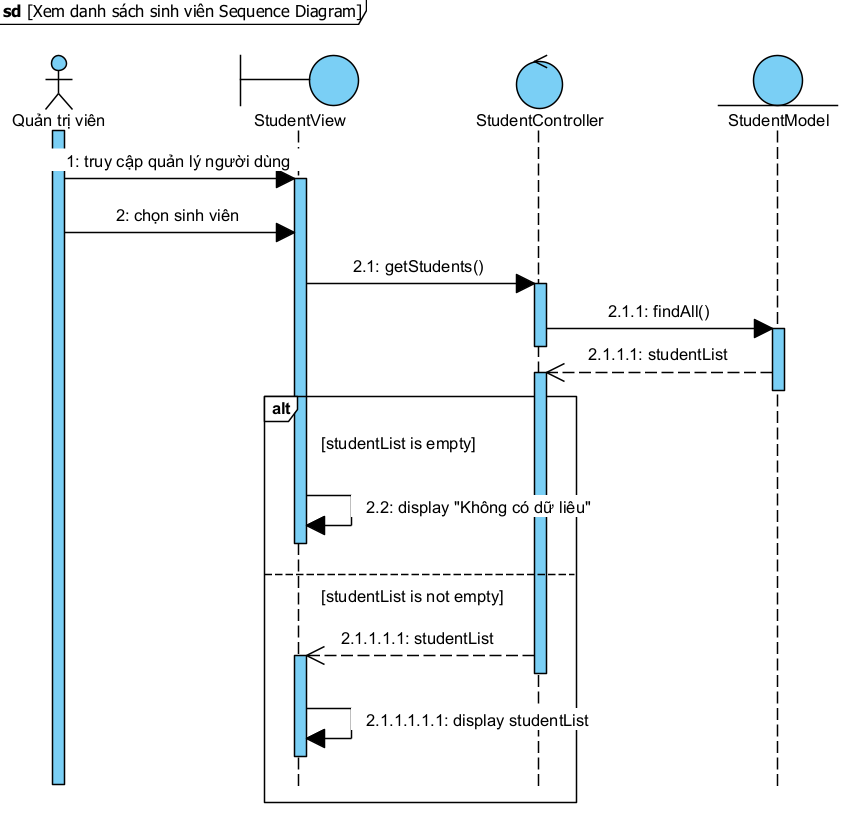 sd [Xem danh sách sinh viên Sequence Diagram]
Quản trị viên
StudentView
StudentController
StudentModel
1: truy cập quản lý người dùng
2: chọn sinh viên
2.1: getStudents()
2.1.1: findAll()
2.1.1.1: studentList
alt
[studentList is empty]
2.2: display "Không có dữ liêu"
[studentList is not empty]
2.1.1.1.1: studentList
2.1.1.1.1.1: display studentList